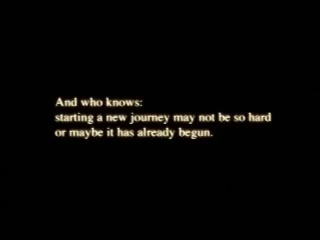 And who knows:
starting a new journey may not be so hard
or maybe it has already begun.